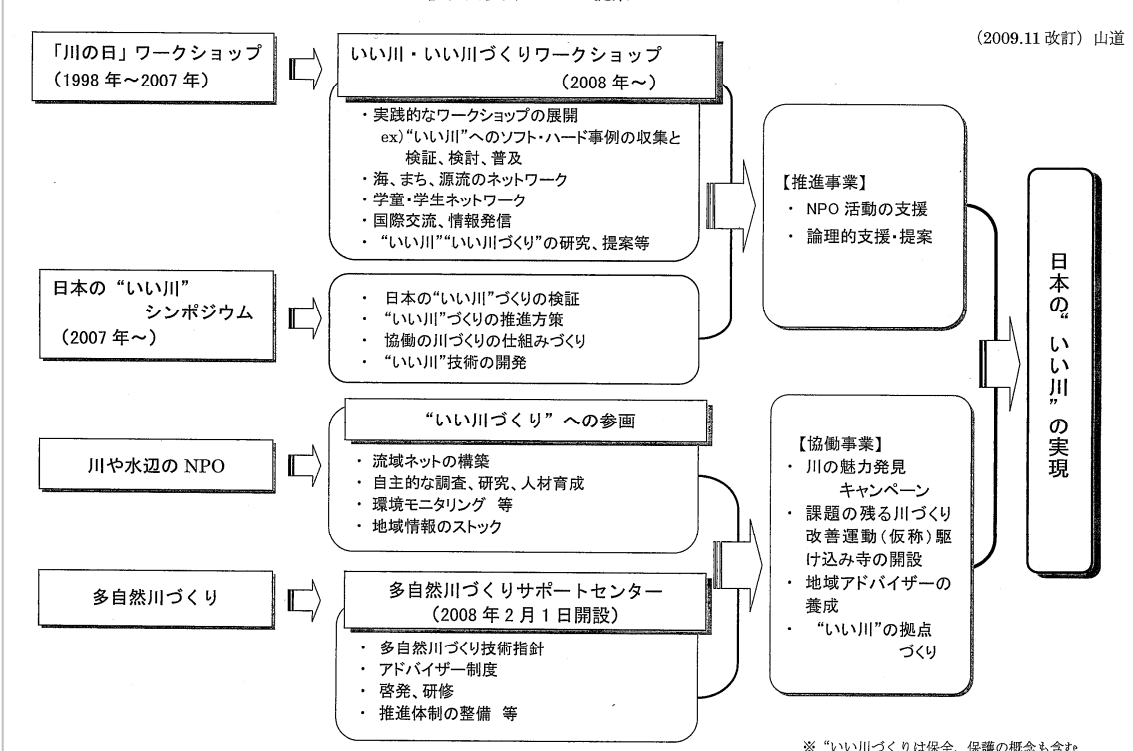 (2009.11 改訂) 山道
「川の日」ワークショップ
(1998 年～2007 年)
いい川・いい川づくりワークショップ
(2008 年～)
・実践的なワークショップの展開
ex)“いい川”へのソフト・ハード事例の収集と
検証、検討、普及
・海、まち、源流のネットワーク
・学童・学生ネットワーク
・国際交流、情報発信
・“いい川”“いい川づくり”の研究、提案等
日本の “いい川”
シンポジウム
(2007 年～)
・ 日本の“いい川”づくりの検証
・ “いい川”づくりの推進方策
・ 協働の川づくりの仕組みづくり
・ “いい川”技術の開発
【推進事業】
・ NPO 活動の支援
・ 論理的支援・提案
川や水辺の NPO
“いい川づくり” への参画
・ 流域ネットの構築
・ 自主的な調査、研究、人材育成
・ 環境モニタリング 等
・ 地域情報のストック
多自然川づくり
多自然川づくりサポートセンター
(2008 年 2 月 1 日開設)
・ 多自然川づくり技術指針
・ アドバイザー制度
・ 啓発、研修
・ 推進体制の整備 等
【協働事業】
・ 川の魅力発見
キャンペーン
・ 課題の残る川づくり
改善運動(仮称)駆
け込み寺の開設
・ 地域アドバイザーの
養成
・ “いい川”の拠点
づくり
日本の“いい川”の実現
※ “いい川づくりは保全、保護の概念も含む